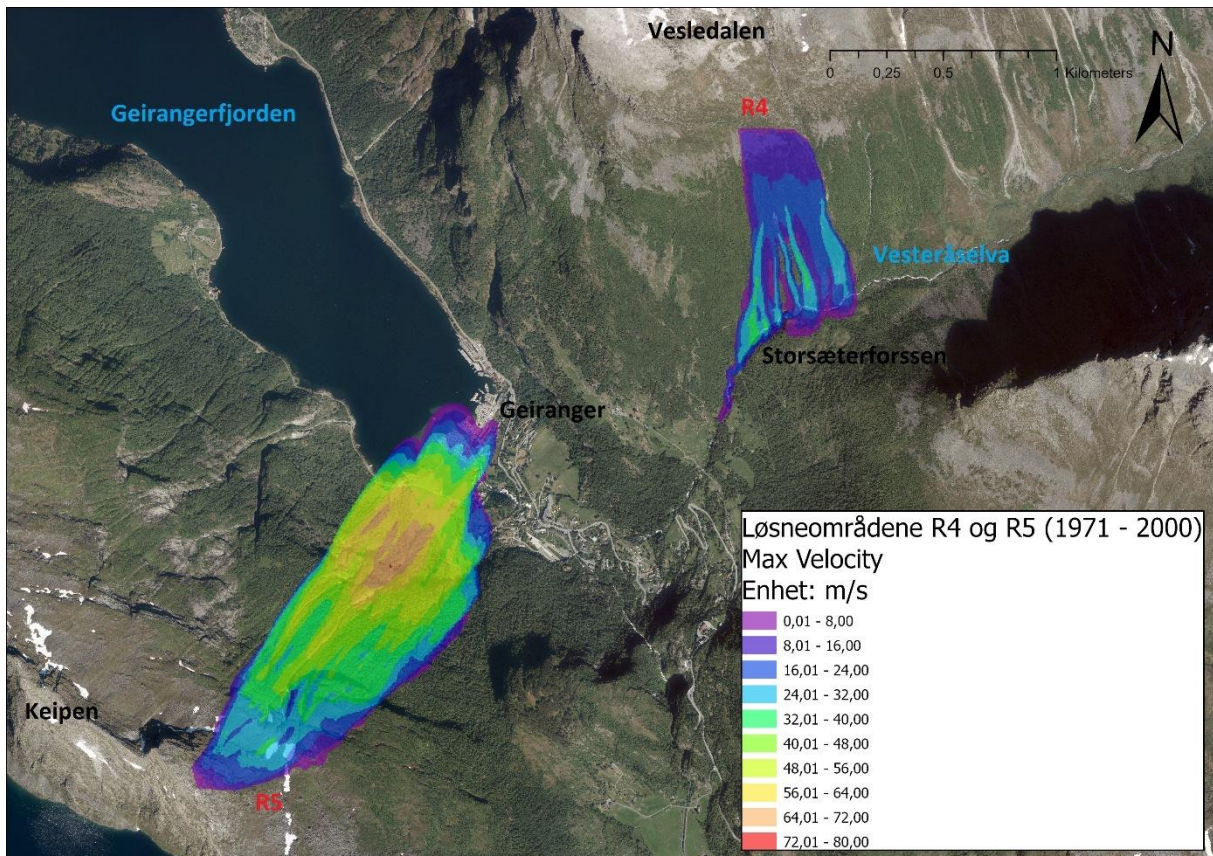 Vesledalen
N
0 0,25 0,5 1 Kilometers
Geirangerfjorden
R4
Vesteråselva
Storsæterforssen
Geiranger
Keipen
R5
Løsneområdene R4 og R5 (1971 - 2000)
Max Velocity
Enhet: m/s
0,01 - 8,00
8,01 - 16,00
16,01 - 24,00
24,01 - 32,00
32,01 - 40,00
40,01 - 48,00
48,01 - 56,00
56,01 - 64,00
64,01 - 72,00
72,01 - 80,00